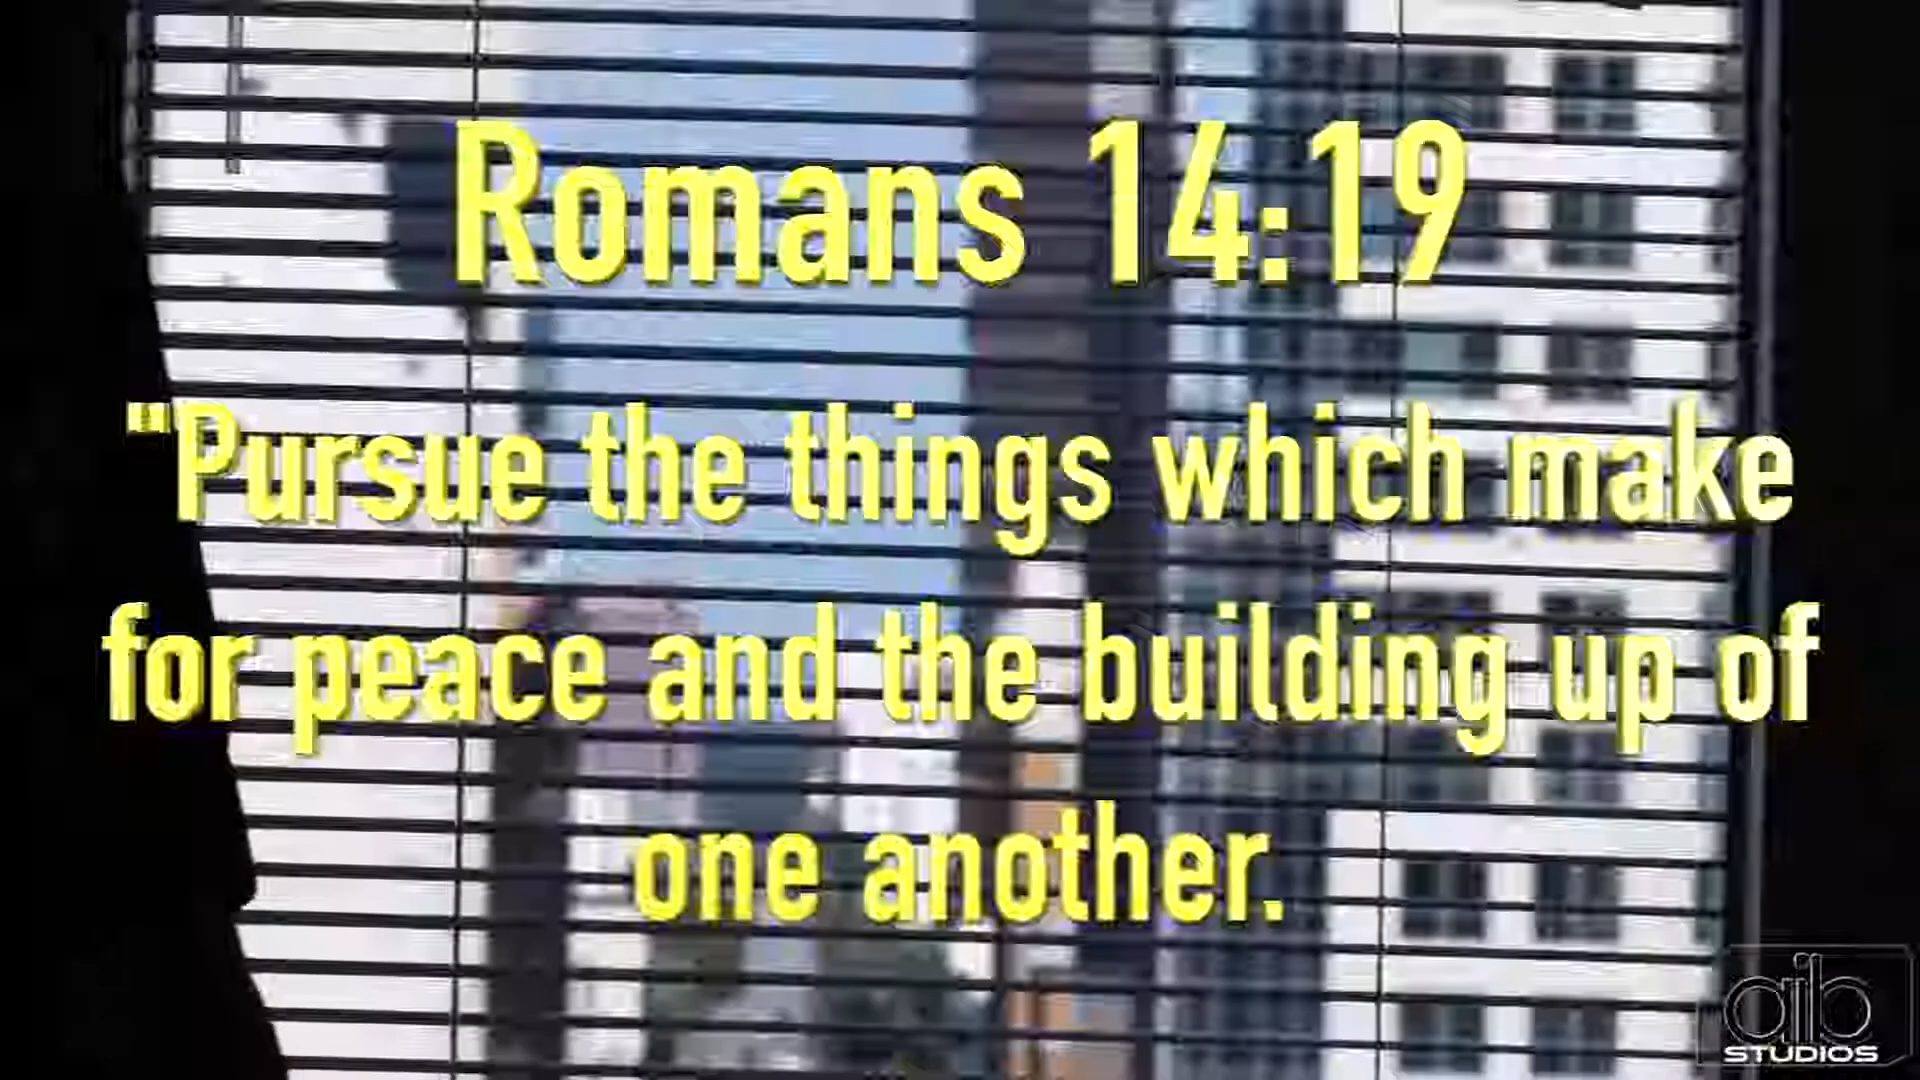 Romans 14:19
"Pursue the things which make
for peace and the building up of
one another.
aib
STUDIOS